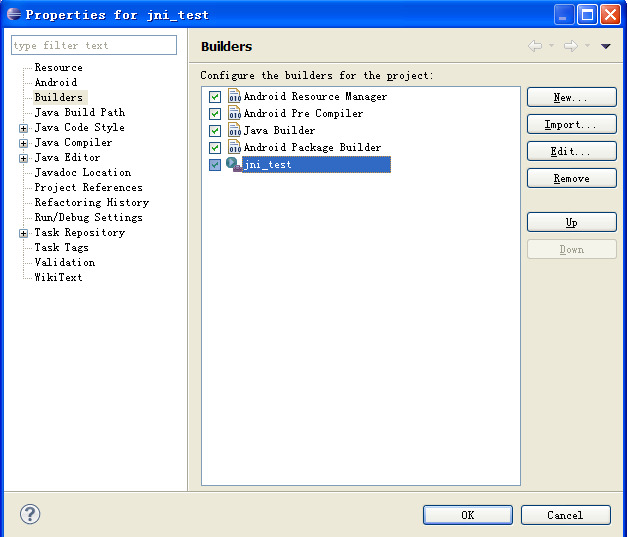 Properties for jni_test
type filter text
Builders
Resource
Android
Builders
Java Build Path
Java Code Style
Java Compiler
Java Editor
Javadoc Location
Project References
Refactoring History
Run/Debug Settings
Task Repository
Task Tags
Validation
WikiText
Configure the builders for the project:
Android Resource Manager
Android Pre Compiler
Java Builder
Android Package Builder
jni_test
New...
Import...
Edit...
Remove
Up
Down
OK
Cancel